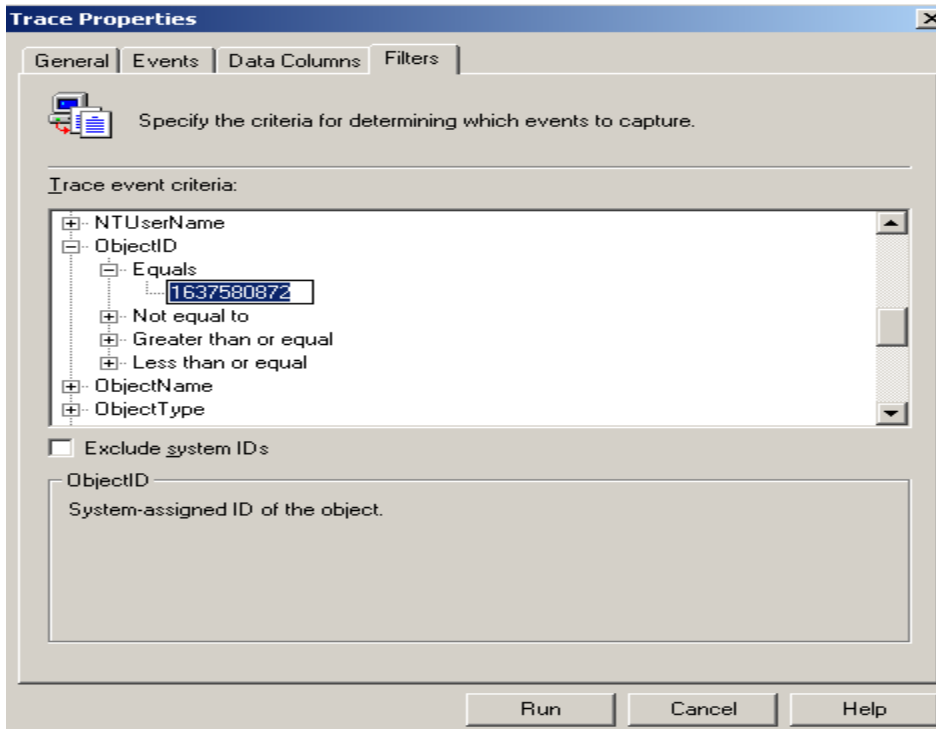 Trace Properties
General Events Data Columns Filters
Specify the criteria for determining which events to capture.
Trace event criteria:
NTUserName
ObjectID
Equals
1637580872
Not equal to
Greater than or equal
Less than or equal
ObjectName
ObjectType
Exclude system IDs
ObjectID
System-assigned ID of the object.
Run Cancel Help